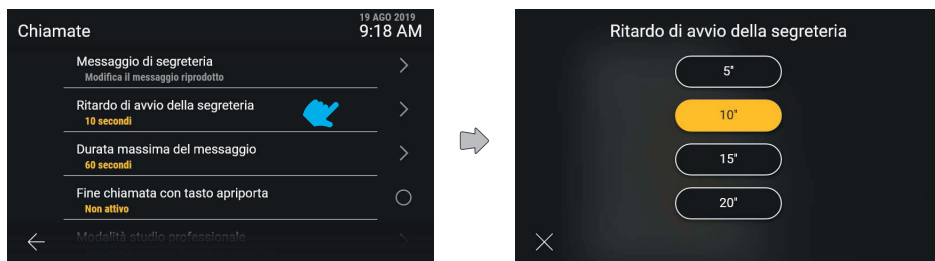 Chiamate
19 AGO 2019
9:18 AM
Messaggio di segreteria
Modifica il messaggio riprodotto
Ritardo di avvio della segreteria
10 secondi
Durata massima del messaggio
60 secondi
Fine chiamata con tasto apriporta
Non attivo
Modalità studio professionale
Ritardo di avvio della segreteria
5"
10"
15"
20"